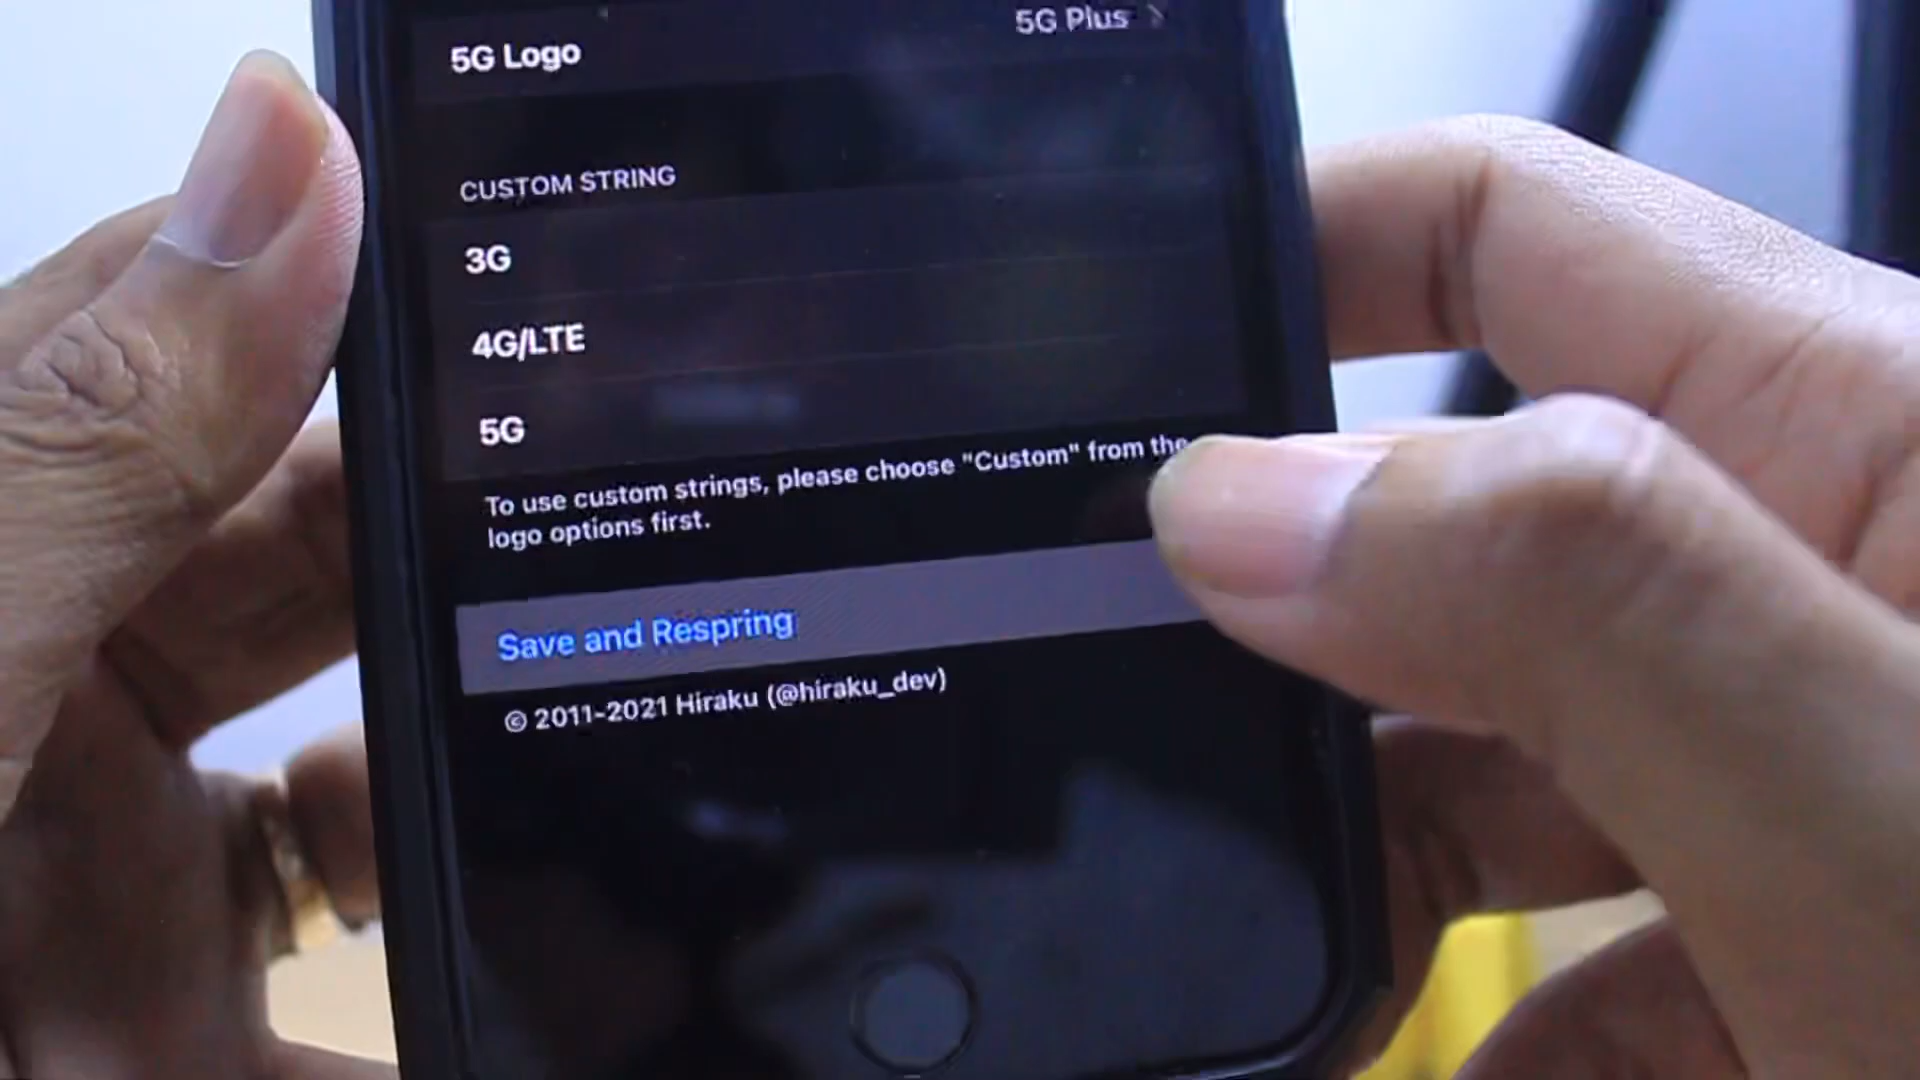 5G Logo
5G Plus
CUSTOM STRING
3G
4G/LTE
5G
To use custom strings, please choose "Custom" from the
logo options first.
Save and Respring
© 2011-2021 Hiraku (@hiraku_dev)